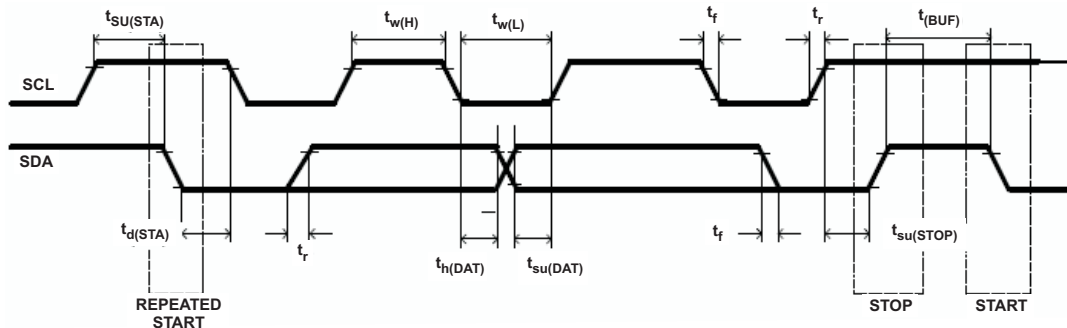 tSU(STA)
tw(H)
tw(L)
tf
tr
t(BUF)
SCL
SDA
td(STA)
tr
th(DAT)
tsu(DAT)
tf
tsu(STOP)
REPEATED
START
STOP
START